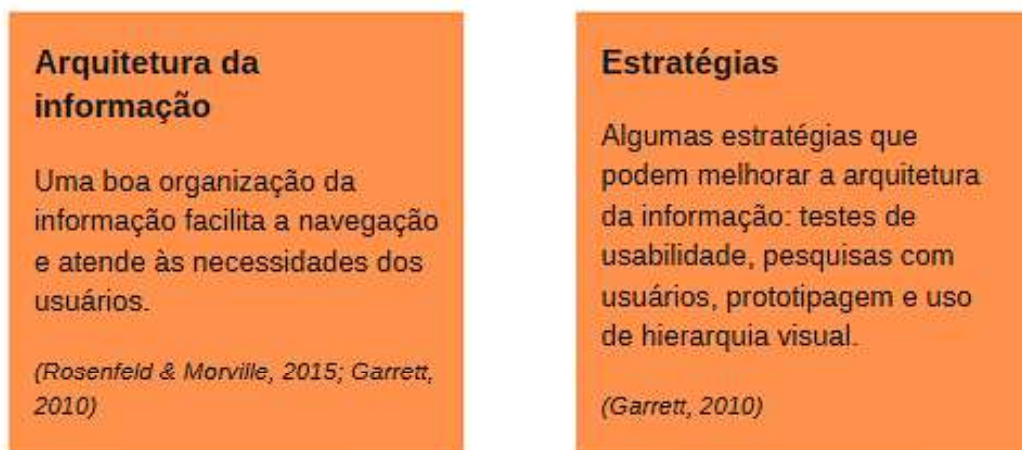 Arquitetura da
informação
Uma boa organização da
informação facilita a navegação
e atende às necessidades dos
usuários.
(Rosenfeld & Morville, 2015; Garrett,
2010)
Estratégias
Algumas estratégias que
podem melhorar a arquitetura
da informação: testes de
usabilidade, pesquisas com
usuários, prototipagem e uso
de hierarquia visual.
(Garrett, 2010)